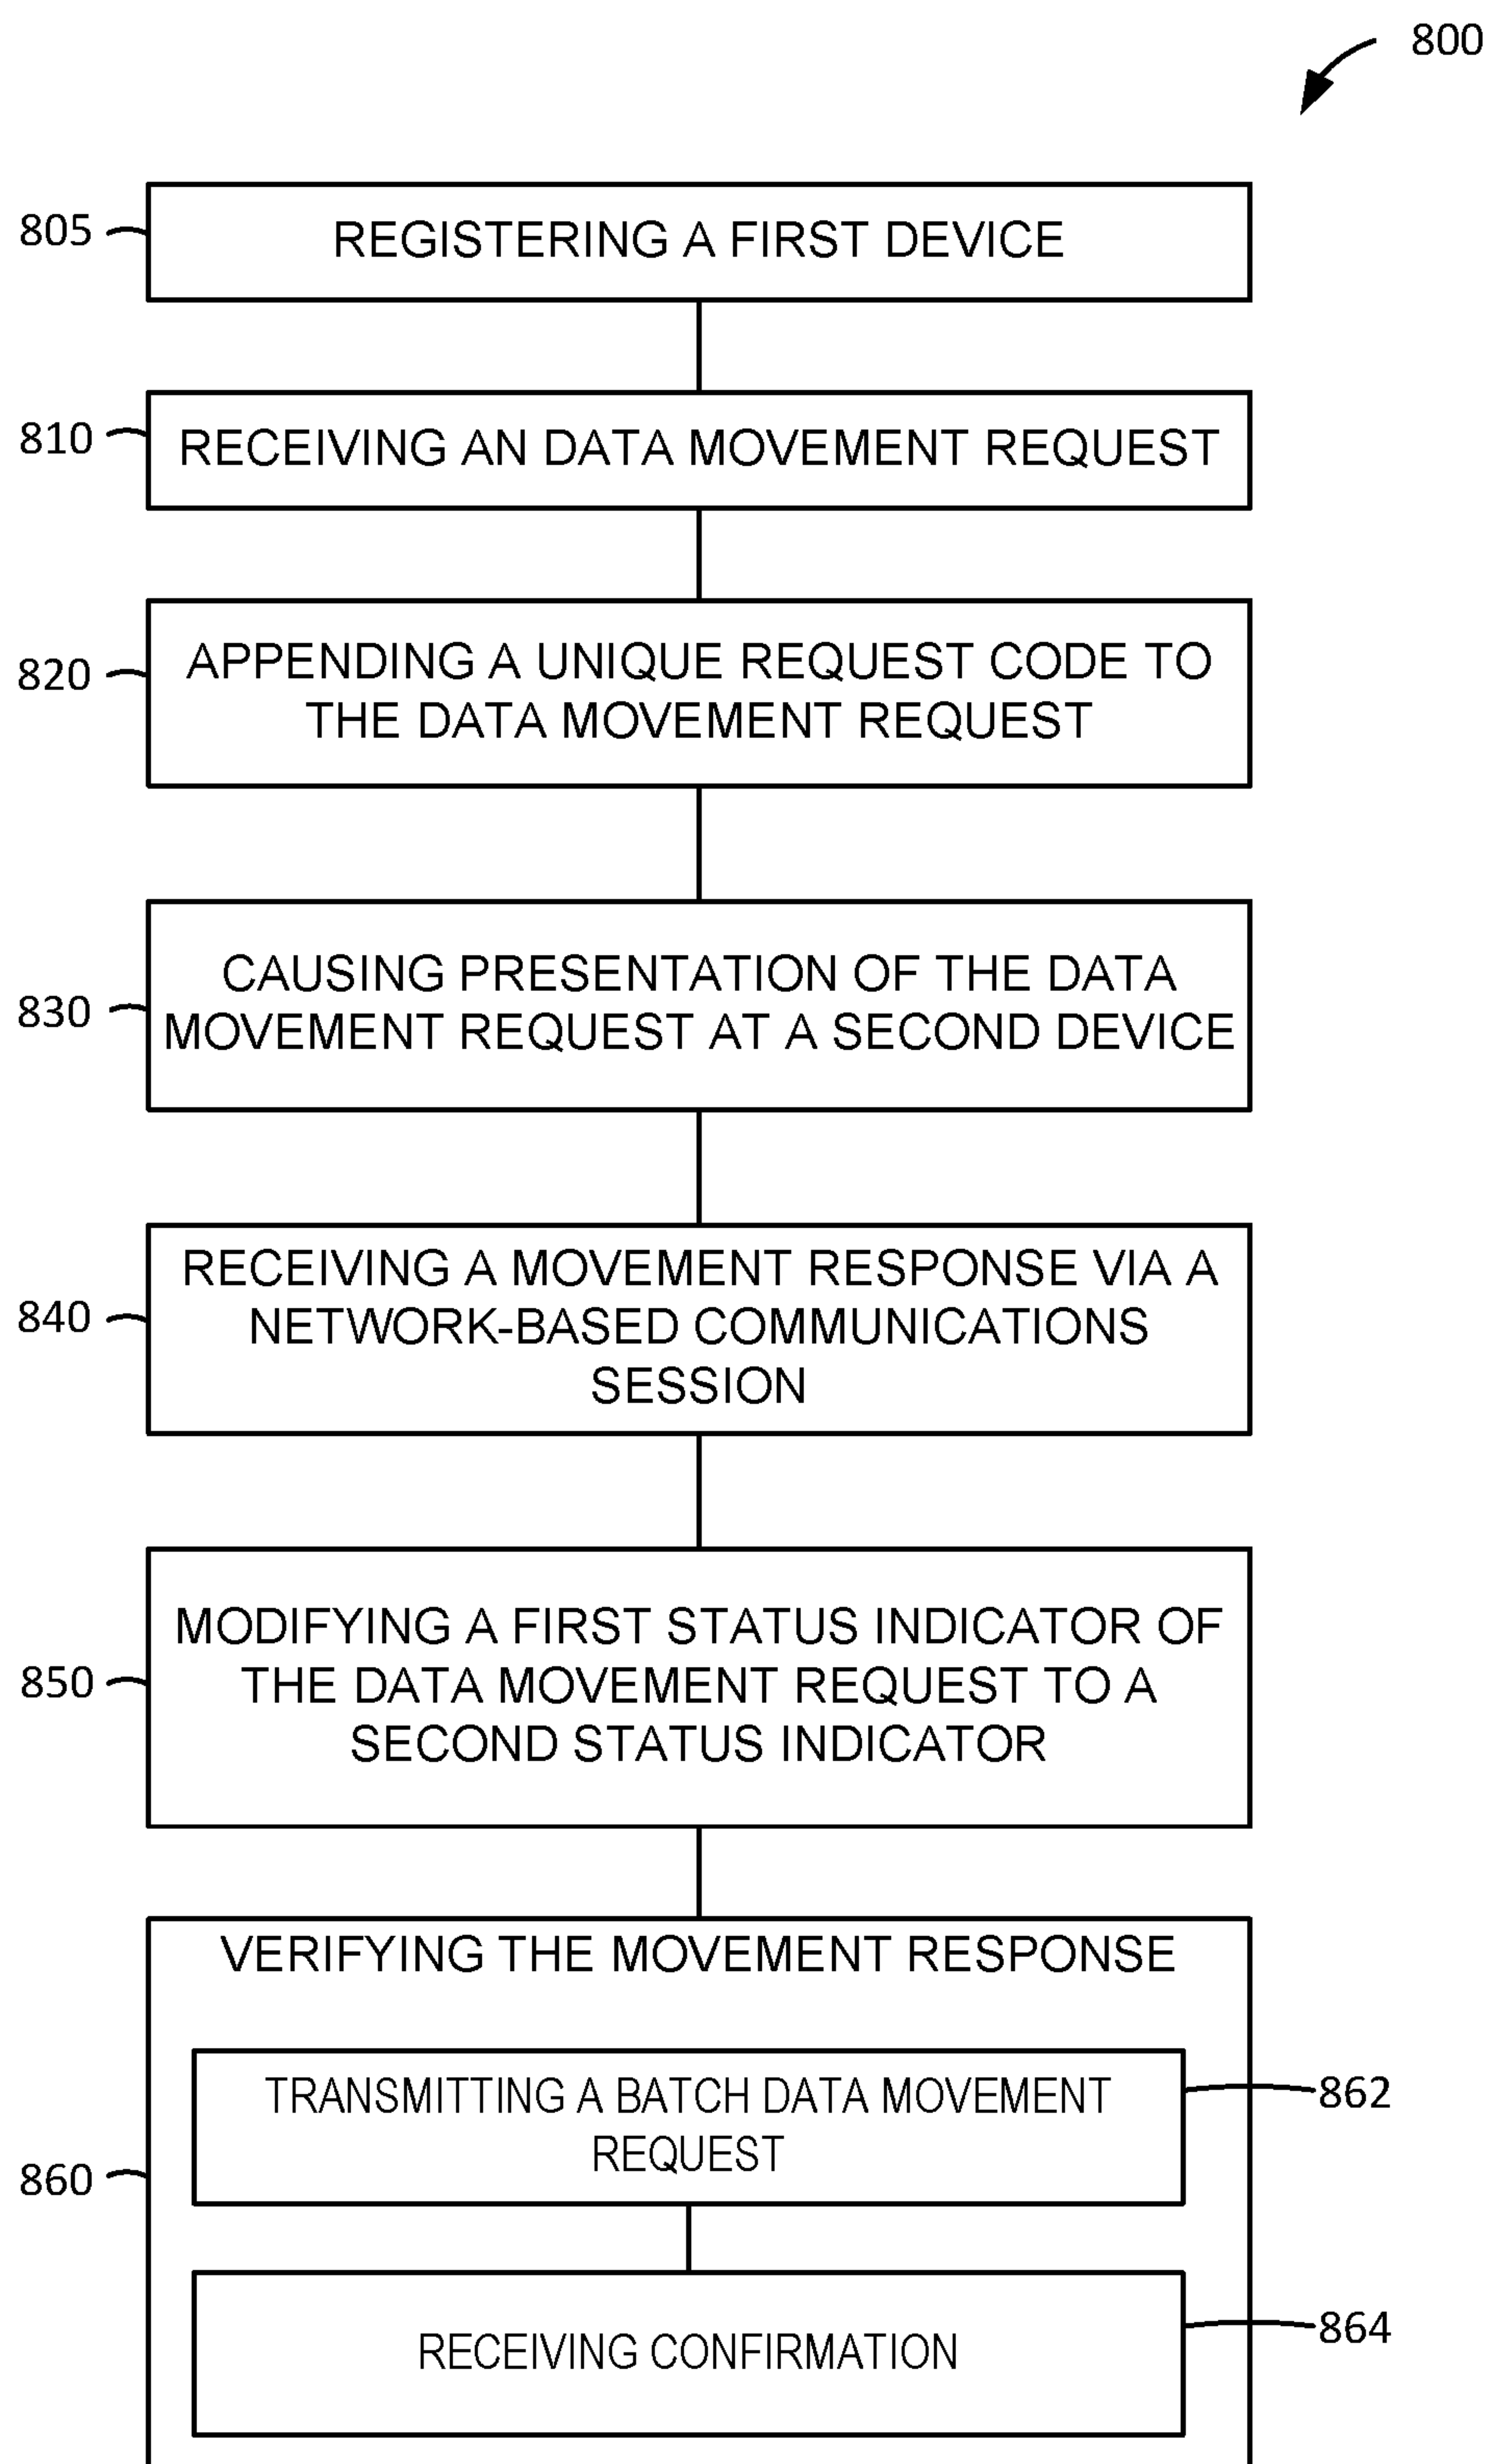 800
805
REGISTERING A FIRST DEVICE
810
RECEIVING AN DATA MOVEMENT REQUEST
820
APPENDING A UNIQUE REQUEST CODE TO
THE DATA MOVEMENT REQUEST
830
CAUSING PRESENTATION OF THE DATA
MOVEMENT REQUEST AT A SECOND DEVICE
840
RECEIVING A MOVEMENT RESPONSE VIA A
NETWORK-BASED COMMUNICATIONS
SESSION
850
MODIFYING A FIRST STATUS INDICATOR OF
THE DATA MOVEMENT REQUEST TO A
SECOND STATUS INDICATOR
860
VERIFYING THE MOVEMENT RESPONSE
TRANSMITTING A BATCH DATA MOVEMENT
REQUEST
862
RECEIVING CONFIRMATION
864